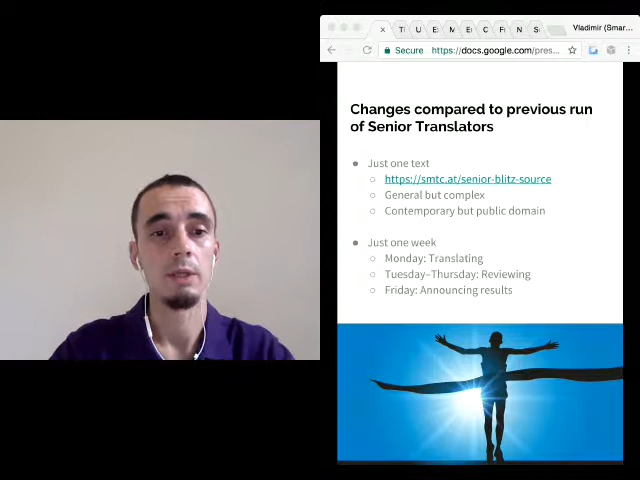 Vladimir (Smar...
Secure https://docs.google.com/pres...
Changes compared to previous run
of Senior Translators
● Just one text
○ https://smtc.at/senior-blitz-source
○ General but complex
○ Contemporary but public domain
● Just one week
○ Monday: Translating
○ Tuesday–Thursday: Reviewing
○ Friday: Announcing results